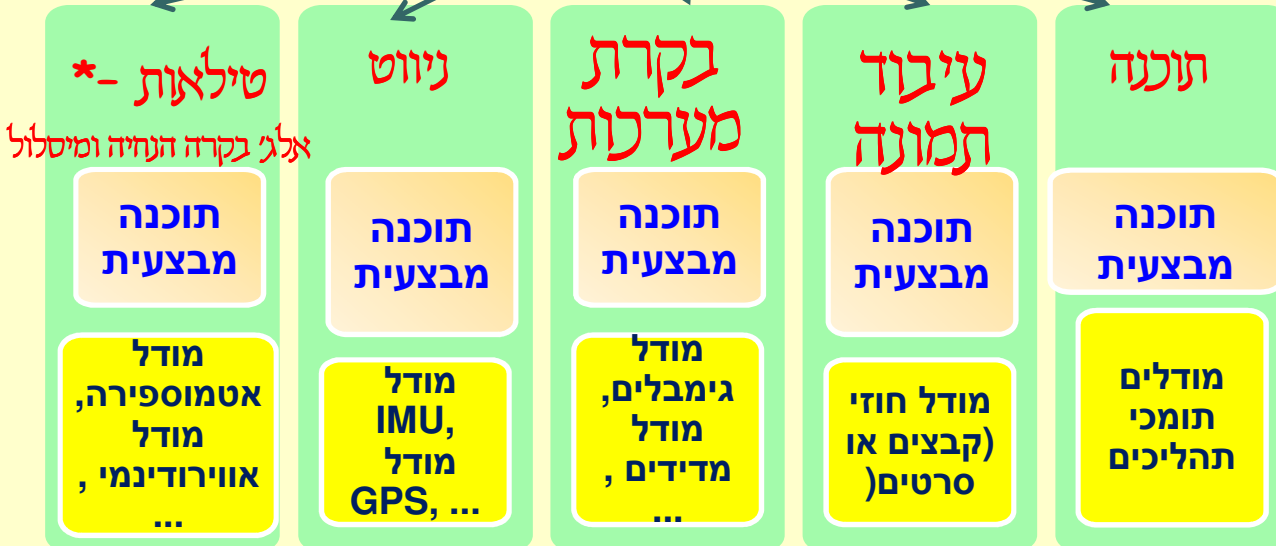 תוכנה
תוכנה
מבצעית
מודלים
תומכי
תהליכים
עיבוד
תמונה
תוכנה
מבצעית
מודל חוזי
(קבצים או
סרטים(
בקרת
מערכות
תוכנה
מבצעית
מודל
גימבלים,
מודל
מדידים ,
...
ניווט
תוכנה
מבצעית
מודל
IMU,
מודל
GPS, ...
טילאות -*
אלג' בקרה הנחיה ומיסלול
תוכנה
מבצעית
מודל
אטמוספירה,
מודל
אווירודינמי ,
...